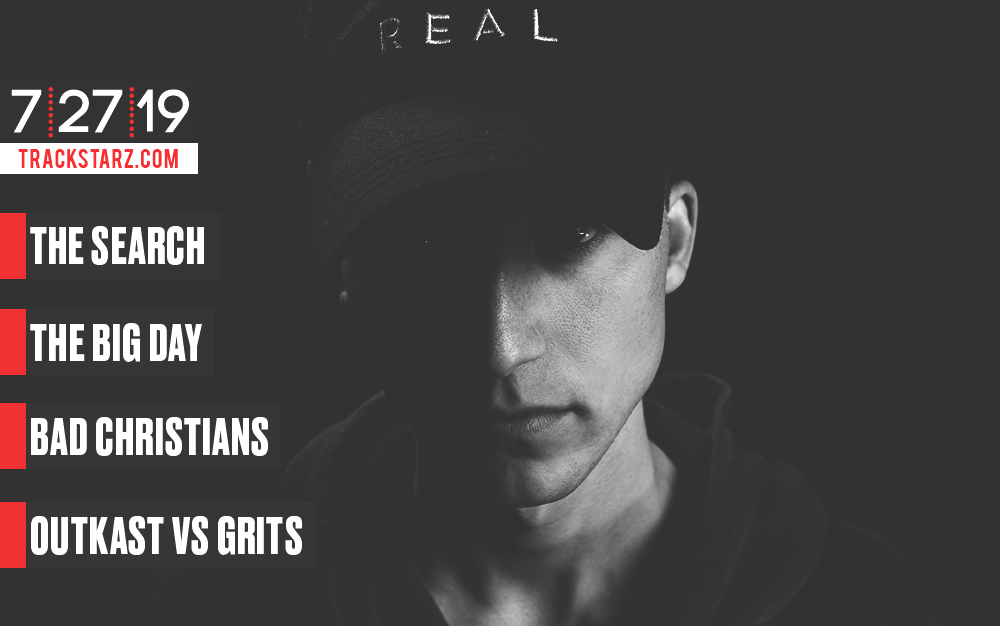 REAL
7 27 19
TRACKSTARZ.COM
THE SEARCH
THE BIG DAY
BAD CHRISTIANS
OUTKAST VS GRITS